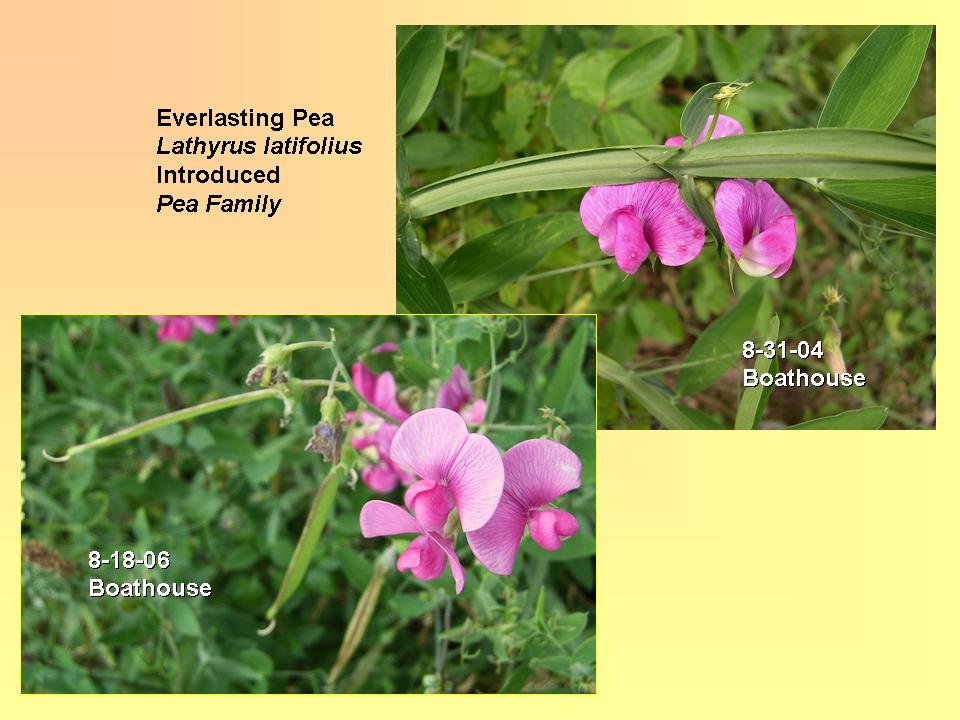 Everlasting Pea
Lathyrus latifolius
Introduced
Pea Family
8-31-04
Boathouse
8-18-06
Boathouse